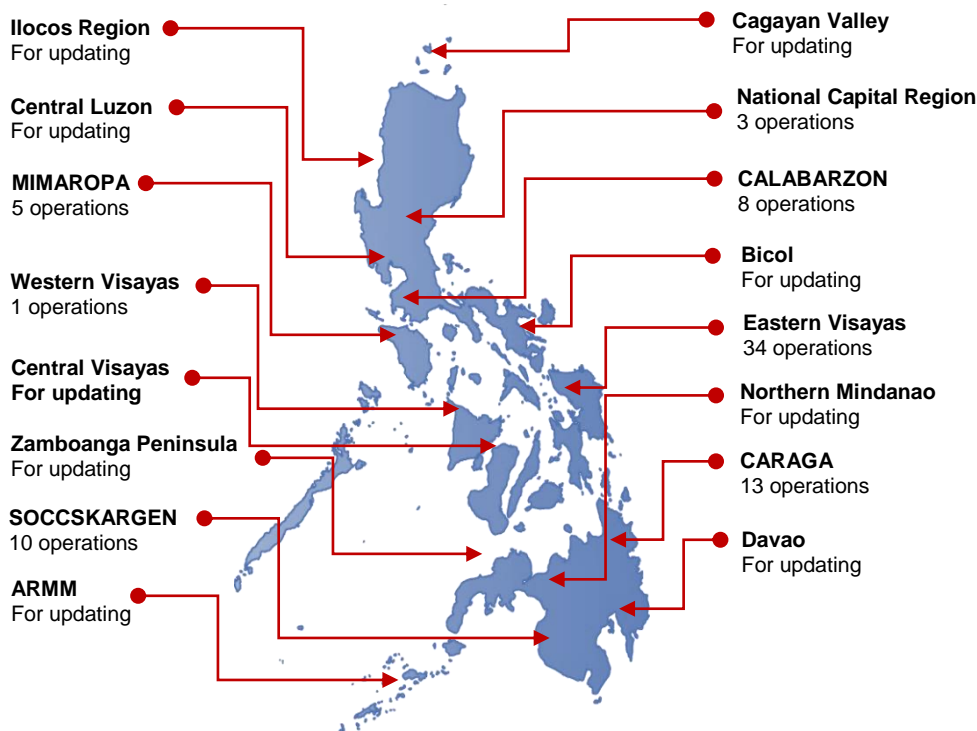 Ilocos Region
For updating
Central Luzon
For updating
MIMAROPA
5 operations
Western Visayas
1 operations
Central Visayas
For updating
Zamboanga Peninsula
For updating
SOCCSKARGEN
10 operations
ARMM
For updating
Cagayan Valley
For updating
National Capital Region
3 operations
CALABARZON
8 operations
Bicol
For updating
Eastern Visayas
34 operations
Northern Mindanao
For updating
CARAGA
13 operations
Davao
For updating